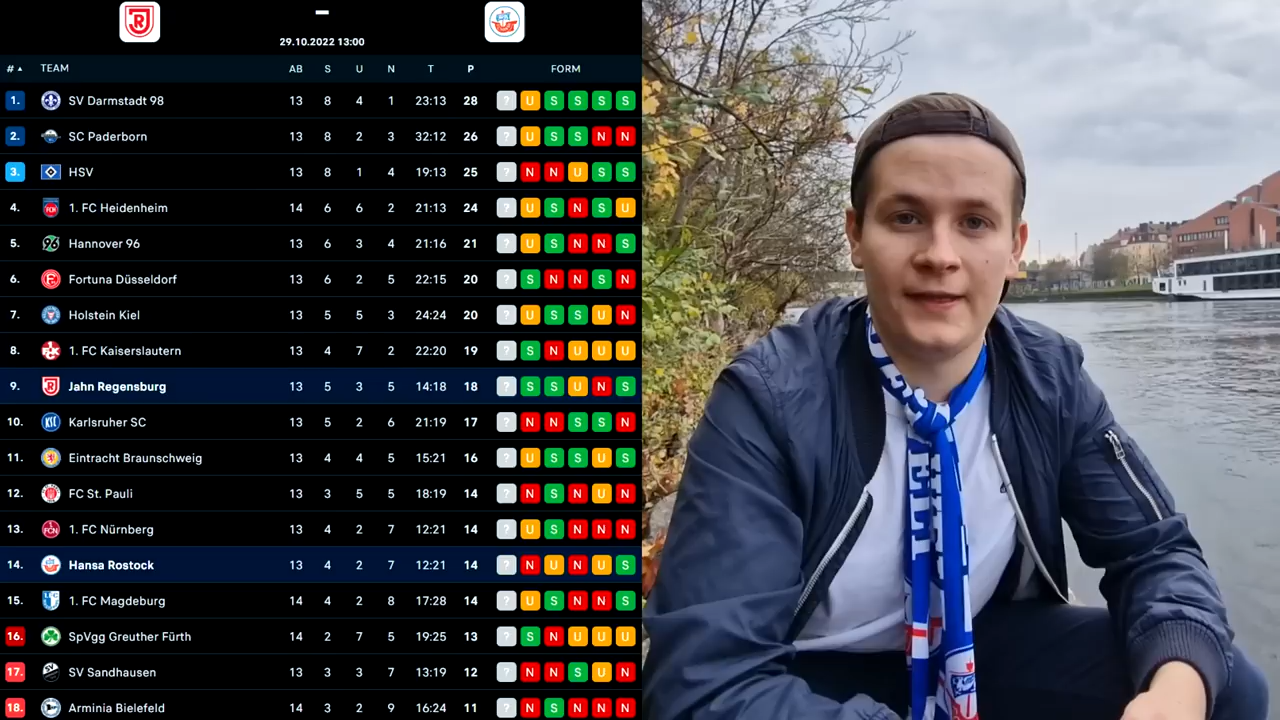 29.10.2022 13:00
# TEAM AB S U N T P FORM
1. SV Darmstadt 98 13 8 4 1 23:13 28 ? U S S S S
2. SC Paderborn 13 8 2 3 32:12 26 ? U S S N N
3. HSV 13 8 1 4 19:13 25 ? N N U S S
4. 1. FC Heidenheim 14 6 6 2 21:13 24 ? U S N S U
5. Hannover 96 13 6 3 4 21:16 21 ? U S N N S
6. Fortuna Düsseldorf 13 6 2 5 22:15 20 ? S N N S N
7. Holstein Kiel 13 5 5 3 24:24 20 ? U S S U N
8. 1. FC Kaiserslautern 13 4 7 2 22:20 19 ? S N U U U
9. Jahn Regensburg 13 5 3 5 14:18 18 ? S S U N S
10. Karlsruher SC 13 5 2 6 21:19 17 ? N N S S N
11. Eintracht Braunschweig 13 4 4 5 15:21 16 ? U S S U S
12. FC St. Pauli 13 3 5 5 18:19 14 ? N S N U N
13. 1. FC Nürnberg 13 4 2 7 12:21 14 ? U S N N N
14. Hansa Rostock 13 4 2 7 12:21 14 ? N U N U S
15. 1. FC Magdeburg 14 4 2 8 17:28 14 ? U S N N S
16. SpVgg Greuther Fürth 14 2 7 5 19:25 13 ? S N U U U
17. SV Sandhausen 13 3 3 7 13:19 12 ? N N S U N
18. Arminia Bielefeld 14 3 2 9 16:24 11 ? N S N N N